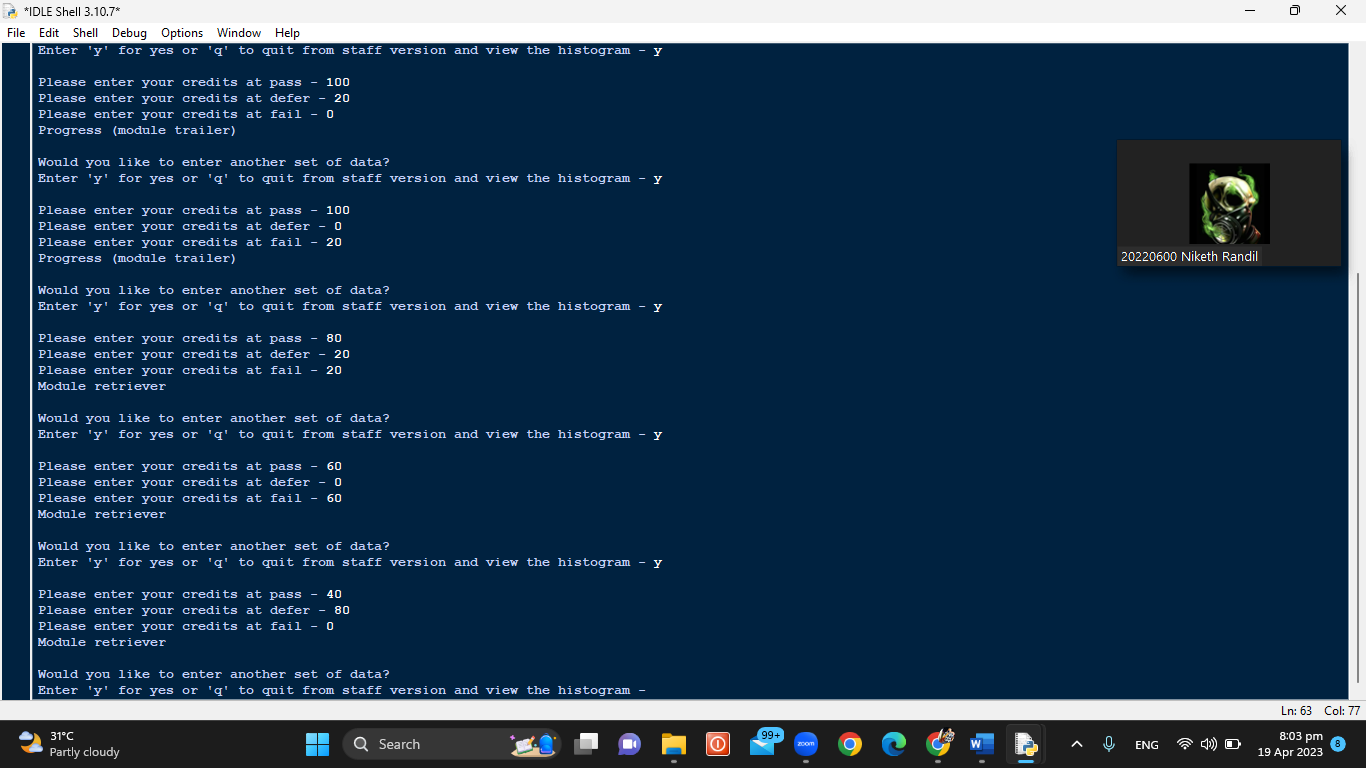 *IDLE Shell 3.10.7*
File Edit Shell Debug Options Window Help
Enter 'y' for yes or 'q' to quit from staff version and view the histogram - y
Please enter your credits at pass - 100
Please enter your credits at defer - 20
Please enter your credits at fail - 0
Progress (module trailer)
Would you like to enter another set of data?
Enter 'y' for yes or 'q' to quit from staff version and view the histogram - y
Please enter your credits at pass - 100
Please enter your credits at defer - 0
Please enter your credits at fail - 20
Progress (module trailer)
Would you like to enter another set of data?
Enter 'y' for yes or 'q' to quit from staff version and view the histogram - y
Please enter your credits at pass - 80
Please enter your credits at defer - 20
Please enter your credits at fail - 20
Module retriever
Would you like to enter another set of data?
Enter 'y' for yes or 'q' to quit from staff version and view the histogram - y
Please enter your credits at pass - 60
Please enter your credits at defer - 0
Please enter your credits at fail - 60
Module retriever
Would you like to enter another set of data?
Enter 'y' for yes or 'q' to quit from staff version and view the histogram - y
Please enter your credits at pass - 40
Please enter your credits at defer - 80
Please enter your credits at fail - 0
Module retriever
Would you like to enter another set of data?
Enter 'y' for yes or 'q' to quit from staff version and view the histogram -
20220600 Niketh Randil
Ln: 63 Col: 77
31°C
Partly cloudy
Search
99+
zoom
W
ENG
8:03 pm
19 Apr 2023
8